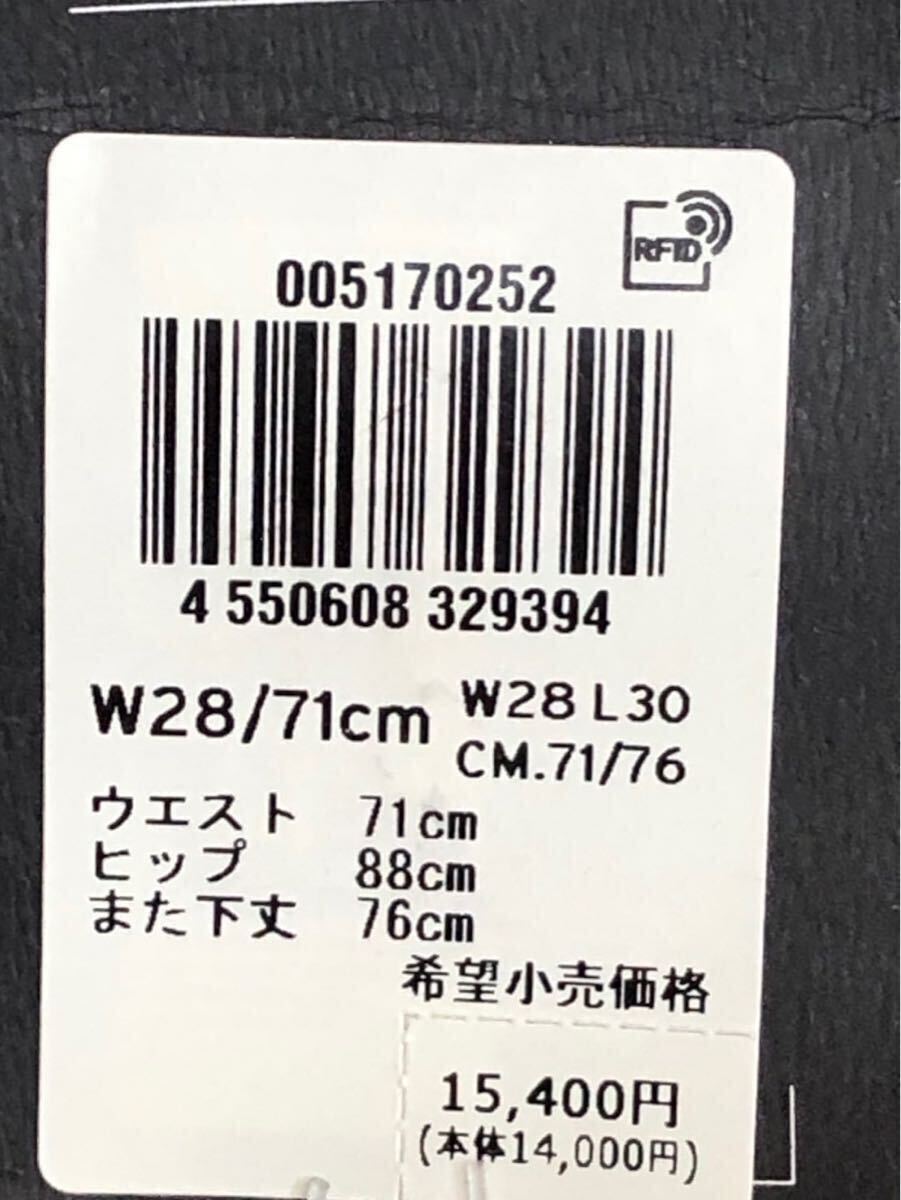 RFID
005170252
4 550608 329394
W28/71cm
W28 L30
CM.71/76
ウエスト 71cm
ヒップ 88cm
また下丈 76cm
希望小売価格
15,400円
(本体14,000円)